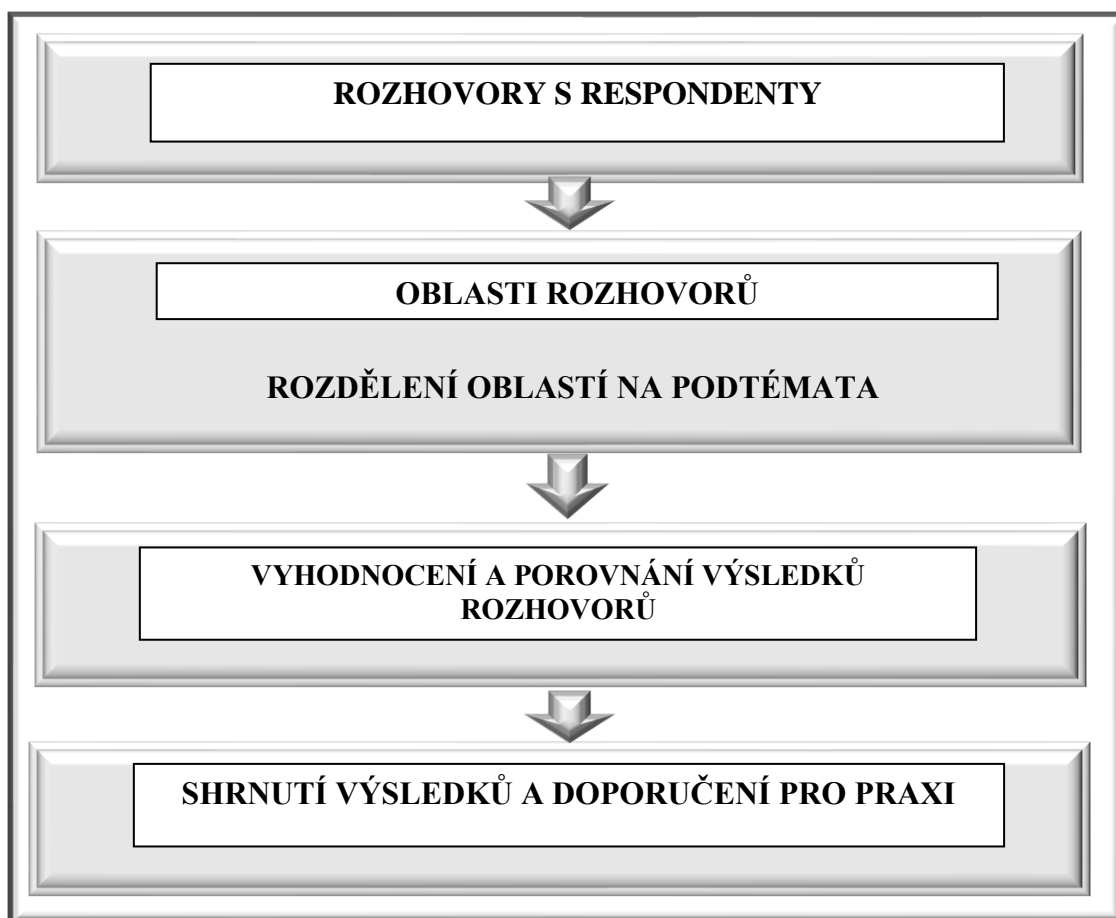 ROZHOVORY S RESPONDENTY
OBLASTI ROZHOVORŮ
ROZDĚLENÍ OBLASTÍ NA PODTÉMATA
VYHODNOCENÍ A POROVNÁNÍ VÝSLEDKŮ
ROZHOVORŮ
SHRNUTÍ VÝSLEDKŮ A DOPORUČENÍ PRO PRAXI